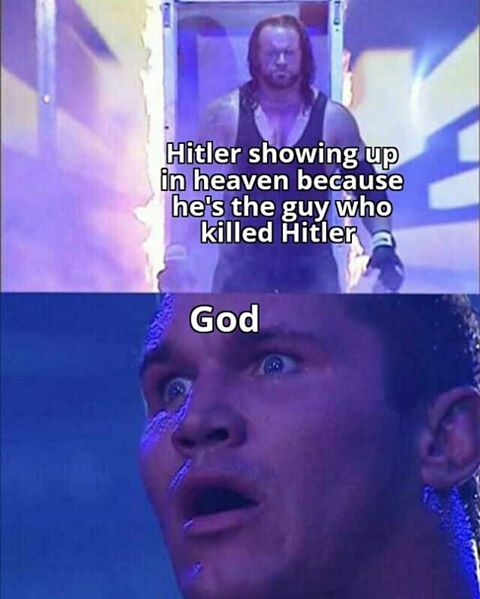 Hitler showing up
in heaven because
he's the guy who
killed Hitler
God